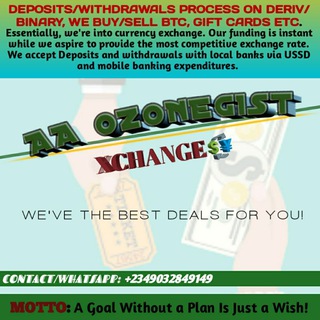 DEPOSITS/WITHDRAWALS PROCESS ON DERIV/
BINARY, WE BUY/SELL BTC, GIFT CARDS ETC.
Essentially, we're into currency exchange. Our funding is instant
while we aspire to provide the most competitive exchange rate.
We accept Deposits and withdrawals with local banks via USSD
and mobile banking expenditures.
AA OZONEGIST
XCHANGE
TICKET
WE'VE THE BEST DEALS FOR YOU!
CONTACT/WHATSAPP: +2349032849149
MOTTO: A Goal Without a Plan Is Just a Wish!